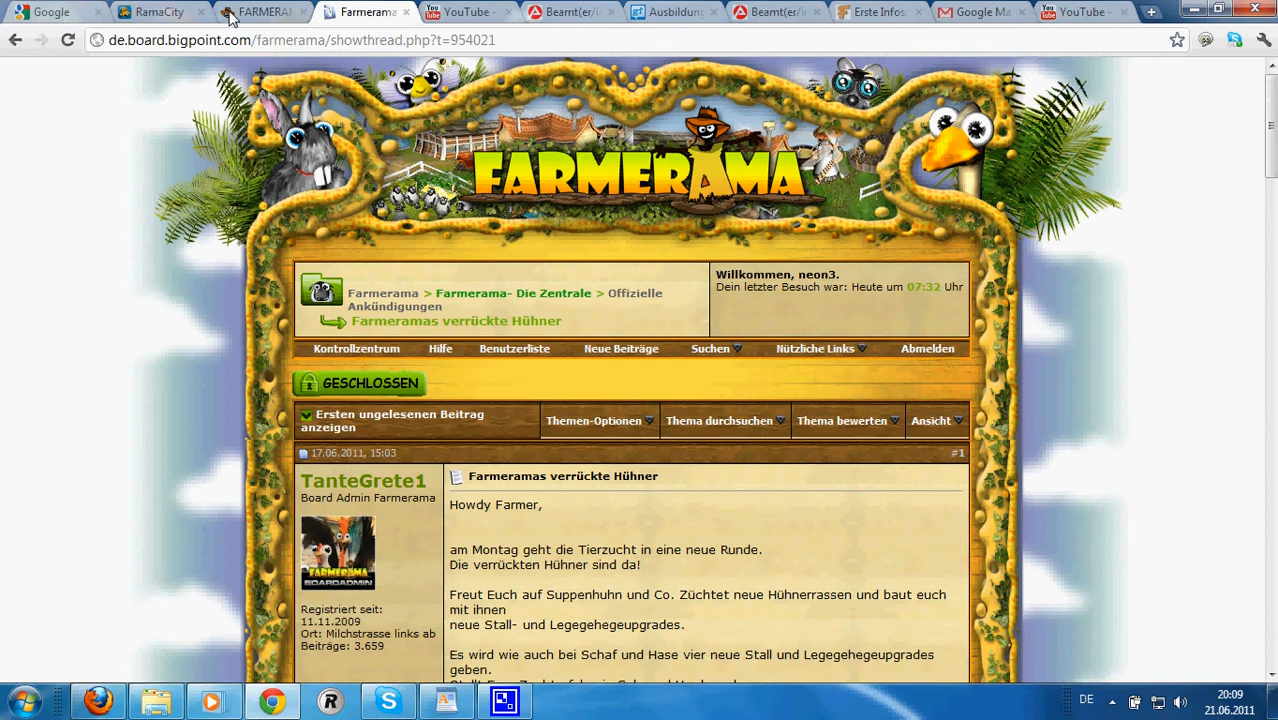 Google
RamaCity
FARMERA
Farmerama
YouTube -
Beamt(er/i
Ausbildung
Beamt(er/i
Erste Infos:
Google Ma
YouTube -
de.board.bigpoint.com/farmerama/showthread.php?t=954021
FARMERAMA
Farmerama > Farmerama- Die Zentrale > Offizielle
Ankündigungen
Farmeramas verrückte Hühner
Willkommen, neon3.
Dein letzter Besuch war: Heute um 07:32 Uhr
Kontrollzentrum Hilfe Benutzerliste Neue Beiträge Suchen Nützliche Links Abmelden
GESCHLOSSEN
Ersten ungelesenen Beitrag
anzeigen
Themen-Optionen Thema durchsuchen Thema bewerten Ansicht
17.06.2011, 15:03 #1
TanteGrete1
Board Admin Farmerama
FARMERAMA
BOARDADMIN
Registriert seit:
11.11.2009
Ort: Milchstrasse links ab
Beiträge: 3.659
Farmeramas verrückte Hühner
Howdy Farmer,
am Montag geht die Tierzucht in eine neue Runde.
Die verrückten Hühner sind da!
Freut Euch auf Suppenhuhn und Co. Züchtet neue Hühnerrassen und baut euch
mit ihnen
neue Stall- und Legegehegeupgrades.
Es wird wie auch bei Schaf und Hase vier neue Stall und Legegehegeupgrades
geben.
DE
20:09
21.06.2011